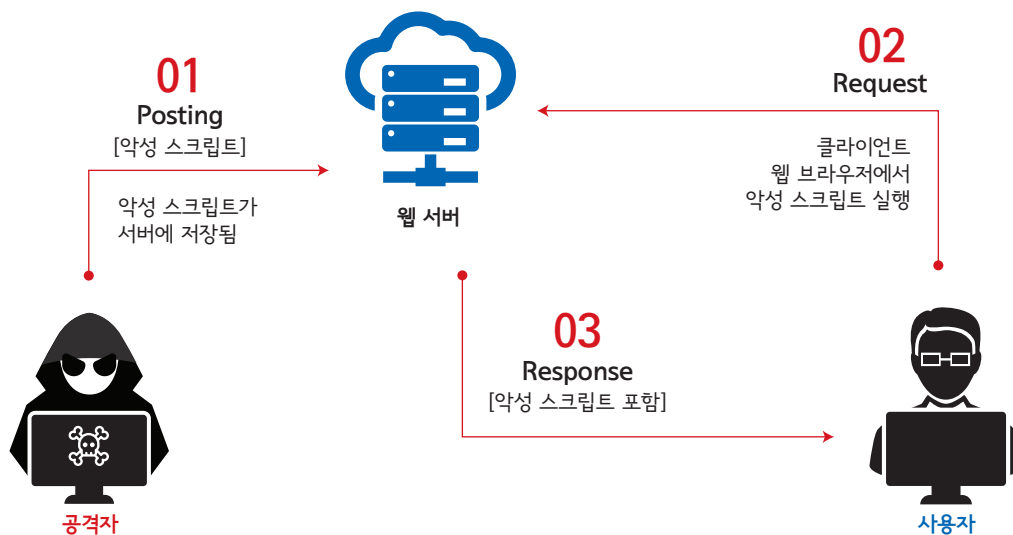 01
Posting
[악성 스크립트]
악성 스크립트가
서버에 저장됨
웹 서버
02
Request
클라이언트
웹 브라우저에서
악성 스크립트 실행
03
Response
[악성 스크립트 포함]
공격자
사용자